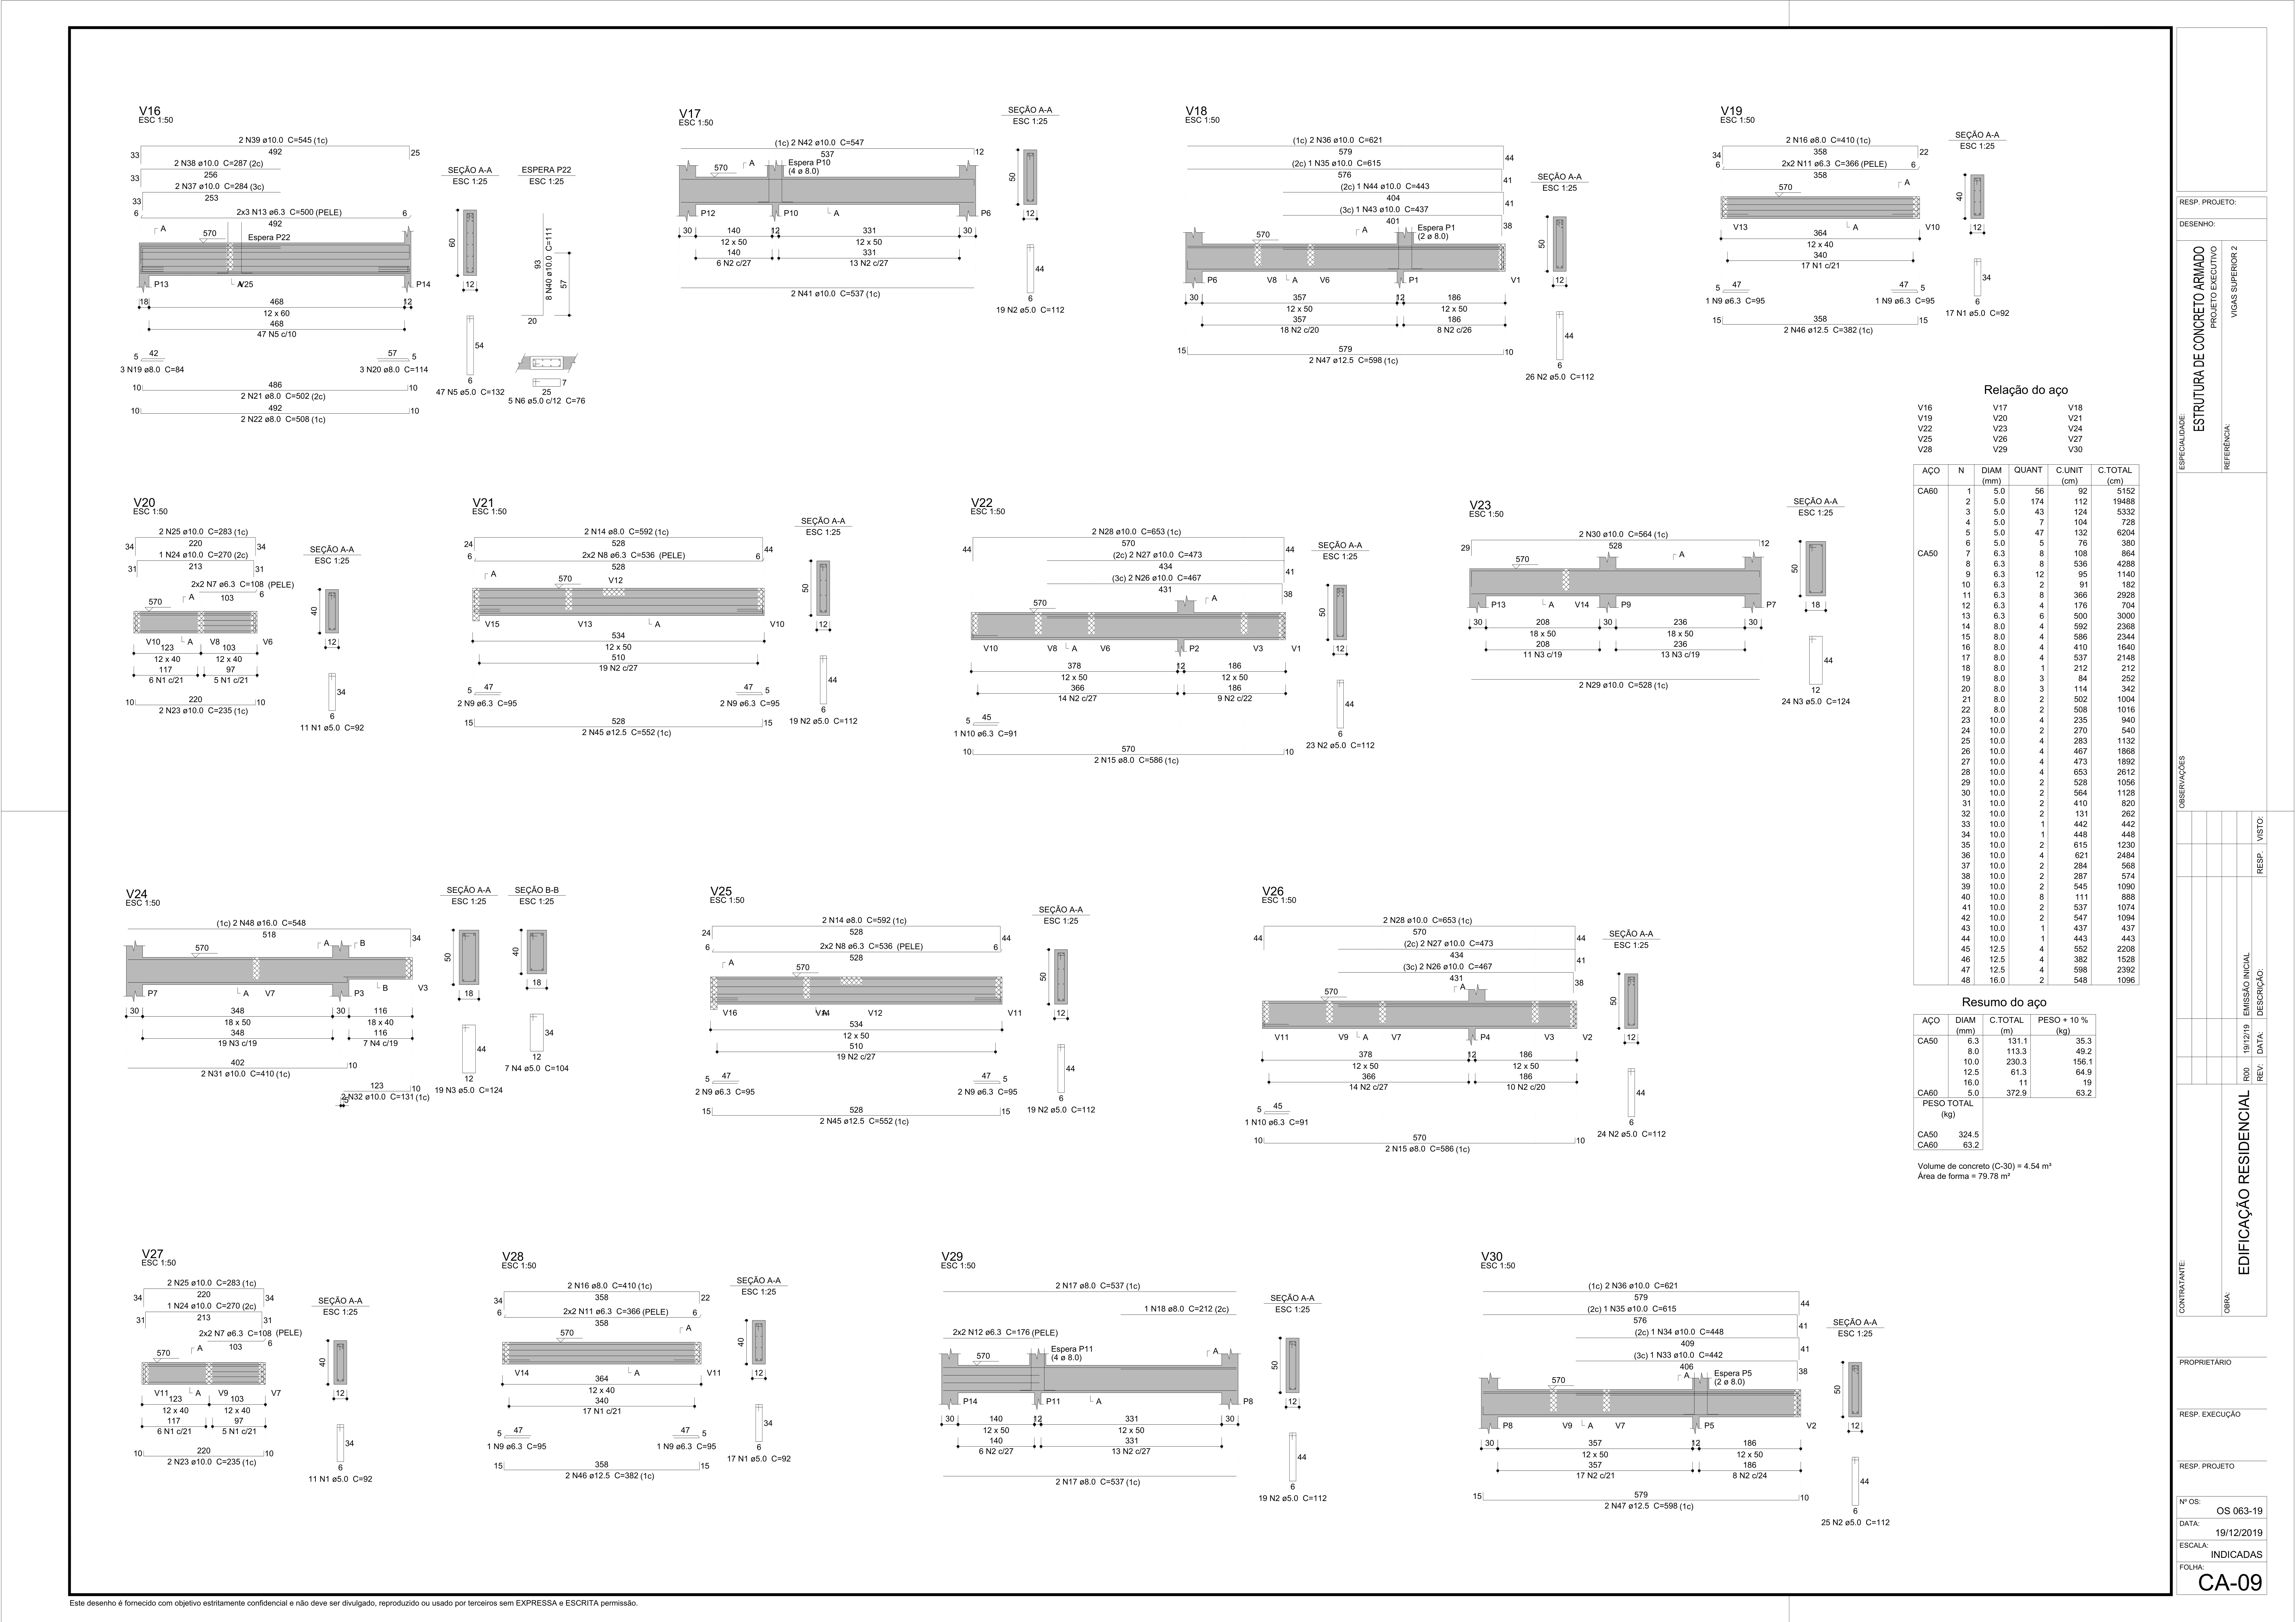 V16
ESC 1:50
2 N39 ø10.0 C=545 (1c)
33 492 25
2 N38 ø10.0 C=287 (2c)
33 256
2 N37 ø10.0 C=284 (3c)
33 253
6 2x3 N13 ø6.3 C=500 (PELE) 6
492
A
570 Espera P22
P13 A V25 P14
18 468 12
12 x 60
468
47 N5 c/10
5 42 57 5
3 N19 ø8.0 C=84 3 N20 ø8.0 C=114
10 486 10
2 N21 ø8.0 C=502 (2c)
10 492 10
2 N22 ø8.0 C=508 (1c)
SEÇÃO A-A
ESC 1:25
60
12
54
6
47 N5 ø5.0 C=132
ESPERA P22
ESC 1:25
93
8 N40 ø10.0 C=111
57
20
7
25
5 N6 ø5.0 c/12 C=76
V17
ESC 1:50
(1c) 2 N42 ø10.0 C=547
537 12
570 A Espera P10
(4 ø 8.0)
P12 P10 A P6
30 140 12 331 30
12 x 50 12 x 50
140 331
6 N2 c/27 13 N2 c/27
2 N41 ø10.0 C=537 (1c)
SEÇÃO A-A
ESC 1:25
50
12
44
6
19 N2 ø5.0 C=112
V18
ESC 1:50
(1c) 2 N36 ø10.0 C=621
579 44
(2c) 1 N35 ø10.0 C=615
576 41
(2c) 1 N44 ø10.0 C=443
404 41
(3c) 1 N43 ø10.0 C=437
401 38
570 A Espera P1
(2 ø 8.0)
P6 V8 A V6 P1 V1
30 357 12 186
12 x 50 12 x 50
357 186
18 N2 c/20 8 N2 c/26
15 579 10
2 N47 ø12.5 C=598 (1c)
SEÇÃO A-A
ESC 1:25
50
12
44
6
26 N2 ø5.0 C=112
V19
ESC 1:50
2 N16 ø8.0 C=410 (1c)
34 358 22
6 2x2 N11 ø6.3 C=366 (PELE) 6
358
570 A
V13 A V10
364
12 x 40
340
17 N1 c/21
5 47 47 5
1 N9 ø6.3 C=95 1 N9 ø6.3 C=95
15 358 15
2 N46 ø12.5 C=382 (1c)
SEÇÃO A-A
ESC 1:25
40
12
34
6
17 N1 ø5.0 C=92
V20
ESC 1:50
2 N25 ø10.0 C=283 (1c)
34 220 34
1 N24 ø10.0 C=270 (2c)
31 213 31
2x2 N7 ø6.3 C=108 (PELE)
103 6
570 A
V10 A V8 V6
123 103
12 x 40 12 x 40
117 97
6 N1 c/21 5 N1 c/21
10 220 10
2 N23 ø10.0 C=235 (1c)
SEÇÃO A-A
ESC 1:25
40
12
34
6
11 N1 ø5.0 C=92
V21
ESC 1:50
2 N14 ø8.0 C=592 (1c)
24 528 44
6 2x2 N8 ø6.3 C=536 (PELE) 6
528
A 570 V12
V15 V13 A V10
534
12 x 50
510
19 N2 c/27
5 47 47 5
2 N9 ø6.3 C=95 2 N9 ø6.3 C=95
15 528 15
2 N45 ø12.5 C=552 (1c)
SEÇÃO A-A
ESC 1:25
50
12
44
6
19 N2 ø5.0 C=112
V22
ESC 1:50
2 N28 ø10.0 C=653 (1c)
44 570 44
(2c) 2 N27 ø10.0 C=473
434 41
(3c) 2 N26 ø10.0 C=467
431 38
570 A
V10 V8 A V6 P2 V3 V1
378 12 186
12 x 50 12 x 50
366 186
14 N2 c/27 9 N2 c/22
5 45
1 N10 ø6.3 C=91
10 570 10
2 N15 ø8.0 C=586 (1c)
SEÇÃO A-A
ESC 1:25
50
12
44
6
23 N2 ø5.0 C=112
V23
ESC 1:50
2 N30 ø10.0 C=564 (1c)
29 528 12
570 A
P13 A V14 P9 P7
30 208 30 236 30
18 x 50 18 x 50
208 236
11 N3 c/19 13 N3 c/19
2 N29 ø10.0 C=528 (1c)
SEÇÃO A-A
ESC 1:25
50
18
44
12
24 N3 ø5.0 C=124
V24
ESC 1:50
(1c) 2 N48 ø16.0 C=548
518 34
570 A B
P7 A V7 P3 B V3
30 348 30 116
18 x 50 18 x 40
348 116
19 N3 c/19 7 N4 c/19
402 10
2 N31 ø10.0 C=410 (1c)
123 10
5
2 N32 ø10.0 C=131 (1c)
SEÇÃO A-A
ESC 1:25
50
18
44
12
19 N3 ø5.0 C=124
SEÇÃO B-B
ESC 1:25
40
18
34
12
7 N4 ø5.0 C=104
V25
ESC 1:50
2 N14 ø8.0 C=592 (1c)
24 528 44
6 2x2 N8 ø6.3 C=536 (PELE) 6
528
A
570
V16 V14 A V12 V11
534
12 x 50
510
19 N2 c/27
5 47 47 5
2 N9 ø6.3 C=95 2 N9 ø6.3 C=95
15 528 15
2 N45 ø12.5 C=552 (1c)
SEÇÃO A-A
ESC 1:25
50
12
44
6
19 N2 ø5.0 C=112
V26
ESC 1:50
2 N28 ø10.0 C=653 (1c)
44 570 44
(2c) 2 N27 ø10.0 C=473
434 41
(3c) 2 N26 ø10.0 C=467
431 38
570 A
V11 V9 A V7 P4 V3 V2
378 12 186
12 x 50 12 x 50
366 186
14 N2 c/27 10 N2 c/20
5 45
1 N10 ø6.3 C=91
10 570 10
2 N15 ø8.0 C=586 (1c)
SEÇÃO A-A
ESC 1:25
50
12
44
6
24 N2 ø5.0 C=112
V27
ESC 1:50
2 N25 ø10.0 C=283 (1c)
34 220 34
1 N24 ø10.0 C=270 (2c)
31 213 31
2x2 N7 ø6.3 C=108 (PELE)
103 6
570 A
V11 A V9 V7
123 103
12 x 40 12 x 40
117 97
6 N1 c/21 5 N1 c/21
10 220 10
2 N23 ø10.0 C=235 (1c)
SEÇÃO A-A
ESC 1:25
40
12
34
6
11 N1 ø5.0 C=92
V28
ESC 1:50
2 N16 ø8.0 C=410 (1c)
34 358 22
6 2x2 N11 ø6.3 C=366 (PELE) 6
358
570 A
V14 A V11
364
12 x 40
340
17 N1 c/21
5 47 47 5
1 N9 ø6.3 C=95 1 N9 ø6.3 C=95
15 358 15
2 N46 ø12.5 C=382 (1c)
SEÇÃO A-A
ESC 1:25
40
12
34
6
17 N1 ø5.0 C=92
V29
ESC 1:50
2 N17 ø8.0 C=537 (1c)
1 N18 ø8.0 C=212 (2c)
2x2 N12 ø6.3 C=176 (PELE)
570 Espera P11 A
(4 ø 8.0)
P14 P11 A P8
30 140 12 331 30
12 x 50 12 x 50
140 331
6 N2 c/27 13 N2 c/27
2 N17 ø8.0 C=537 (1c)
SEÇÃO A-A
ESC 1:25
50
12
44
6
19 N2 ø5.0 C=112
V30
ESC 1:50
(1c) 2 N36 ø10.0 C=621
579 44
(2c) 1 N35 ø10.0 C=615
576 41
(2c) 1 N34 ø10.0 C=448
409 41
(3c) 1 N33 ø10.0 C=442
406 38
570 A Espera P5
(2 ø 8.0)
P8 V9 A V7 P5 V2
30 357 12 186
12 x 50 12 x 50
357 186
17 N2 c/21 8 N2 c/24
15 579 10
2 N47 ø12.5 C=598 (1c)
SEÇÃO A-A
ESC 1:25
50
12
44
6
25 N2 ø5.0 C=112
Relação do aço
V16 V17 V18
V19 V20 V21
V22 V23 V24
V25 V26 V27
V28 V29 V30
AÇO N DIAM QUANT C.UNIT C.TOTAL
(mm) (cm) (cm)
CA60 1 5.0 56 92 5152
2 5.0 174 112 19488
3 5.0 43 124 5332
4 5.0 7 104 728
5 5.0 47 132 6204
6 5.0 5 76 380
CA50 7 6.3 8 108 864
8 6.3 8 536 4288
9 6.3 12 95 1140
10 6.3 2 91 182
11 6.3 8 366 2928
12 6.3 4 176 704
13 6.3 6 500 3000
14 8.0 4 592 2368
15 8.0 4 586 2344
16 8.0 4 410 1640
17 8.0 4 537 2148
18 8.0 1 212 212
19 8.0 3 84 252
20 8.0 3 114 342
21 8.0 2 502 1004
22 8.0 2 508 1016
23 10.0 4 235 940
24 10.0 2 270 540
25 10.0 4 283 1132
26 10.0 4 467 1868
27 10.0 4 473 1892
28 10.0 4 653 2612
29 10.0 2 528 1056
30 10.0 2 564 1128
31 10.0 2 410 820
32 10.0 2 131 262
33 10.0 1 442 442
34 10.0 1 448 448
35 10.0 2 615 1230
36 10.0 4 621 2484
37 10.0 2 284 568
38 10.0 2 287 574
39 10.0 2 545 1090
40 10.0 8 111 888
41 10.0 2 537 1074
42 10.0 2 547 1094
43 10.0 1 437 437
44 10.0 1 443 443
45 12.5 4 552 2208
46 12.5 4 382 1528
47 12.5 4 598 2392
48 16.0 2 548 1096
Resumo do aço
AÇO DIAM C.TOTAL PESO + 10 %
(mm) (m) (kg)
CA50 6.3 131.1 35.3
8.0 113.3 49.2
10.0 230.3 156.1
12.5 61.3 64.9
16.0 11 19
CA60 5.0 372.9 63.2
PESO TOTAL
(kg)
CA50 324.5
CA60 63.2
Volume de concreto (C-30) = 4.54 m³
Área de forma = 79.78 m²
RESP. PROJETO:
DESENHO:
ESPECIALIDADE:
ESTRUTURA DE CONCRETO ARMADO
PROJETO EXECUTIVO
REFERÊNCIA:
VIGAS SUPERIOR 2
OBSERVAÇÕES
R00 19/12/19 EMISSÃO INICIAL
REV: DATA: DESCRIÇÃO: RESP. VISTO:
CONTRATANTE:
OBRA:
EDIFICAÇÃO RESIDENCIAL
PROPRIETÁRIO
RESP. EXECUÇÃO
RESP. PROJETO
Nº OS:
OS 063-19
DATA:
19/12/2019
ESCALA:
INDICADAS
FOLHA:
CA-09
Este desenho é fornecido com objetivo estritamente confidencial e não deve ser divulgado, reproduzido ou usado por terceiros sem EXPRESSA e ESCRITA permissão.